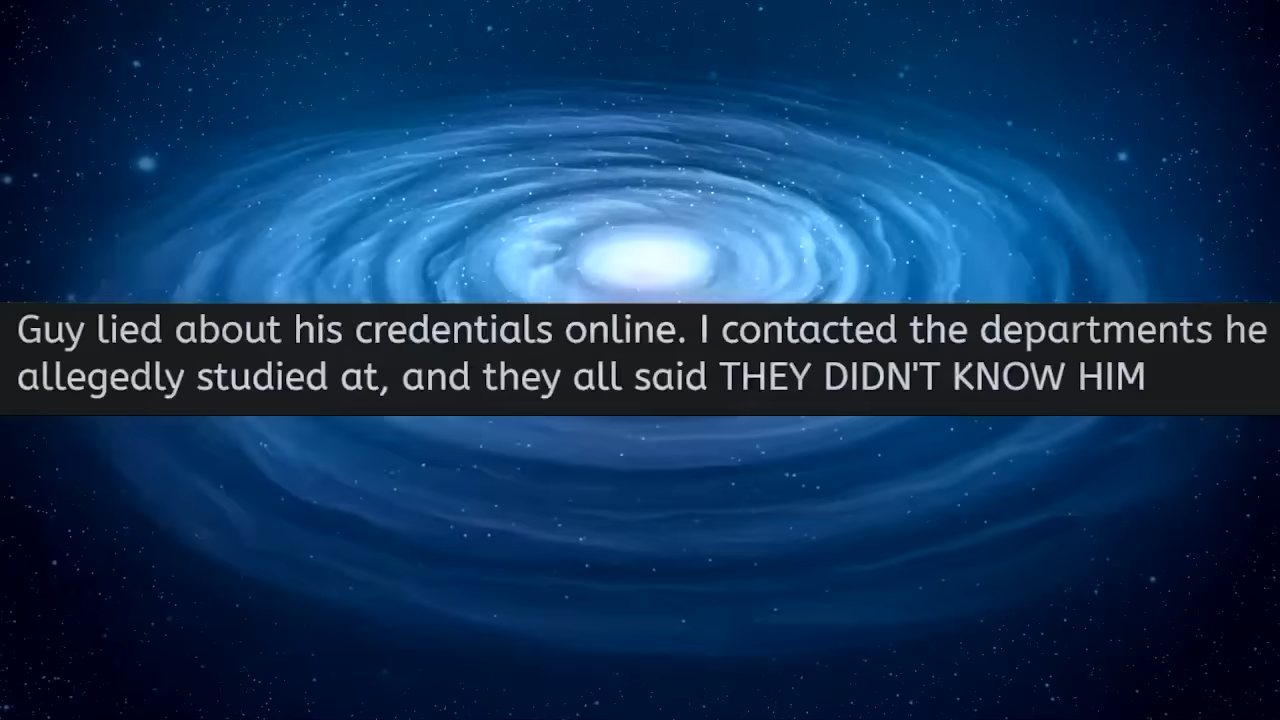 Guy lied about his credentials online. I contacted the departments he
allegedly studied at, and they all said THEY DIDN'T KNOW HIM